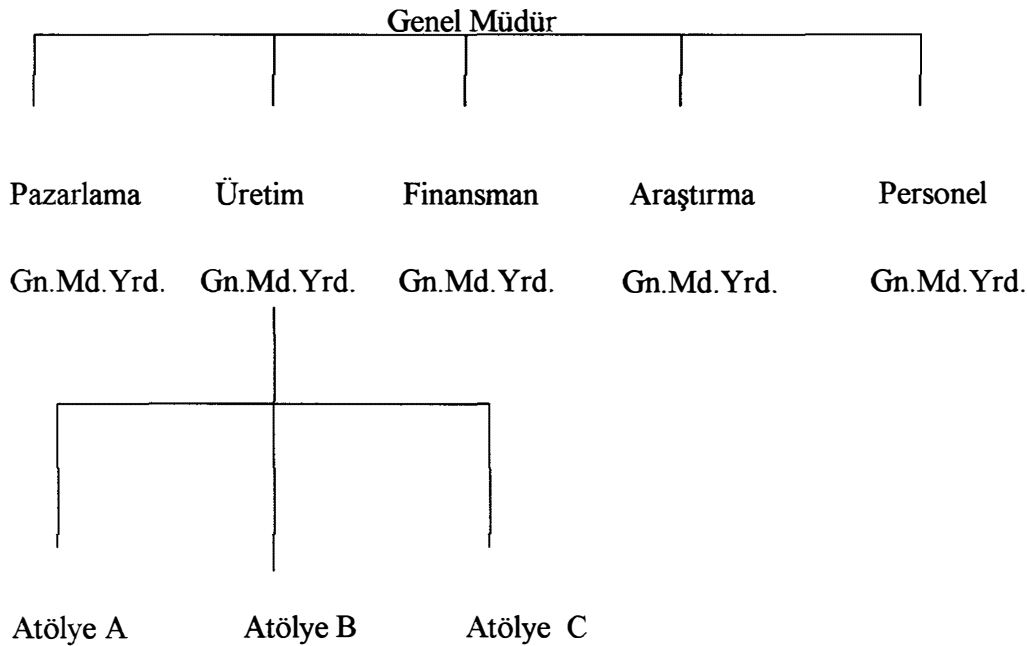 Genel Müdür
Pazarlama Üretim Finansman Araştırma Personel
Gn.Md.Yrd. Gn.Md.Yrd. Gn.Md.Yrd. Gn.Md.Yrd. Gn.Md.Yrd.
Atölye A Atölye B Atölye C